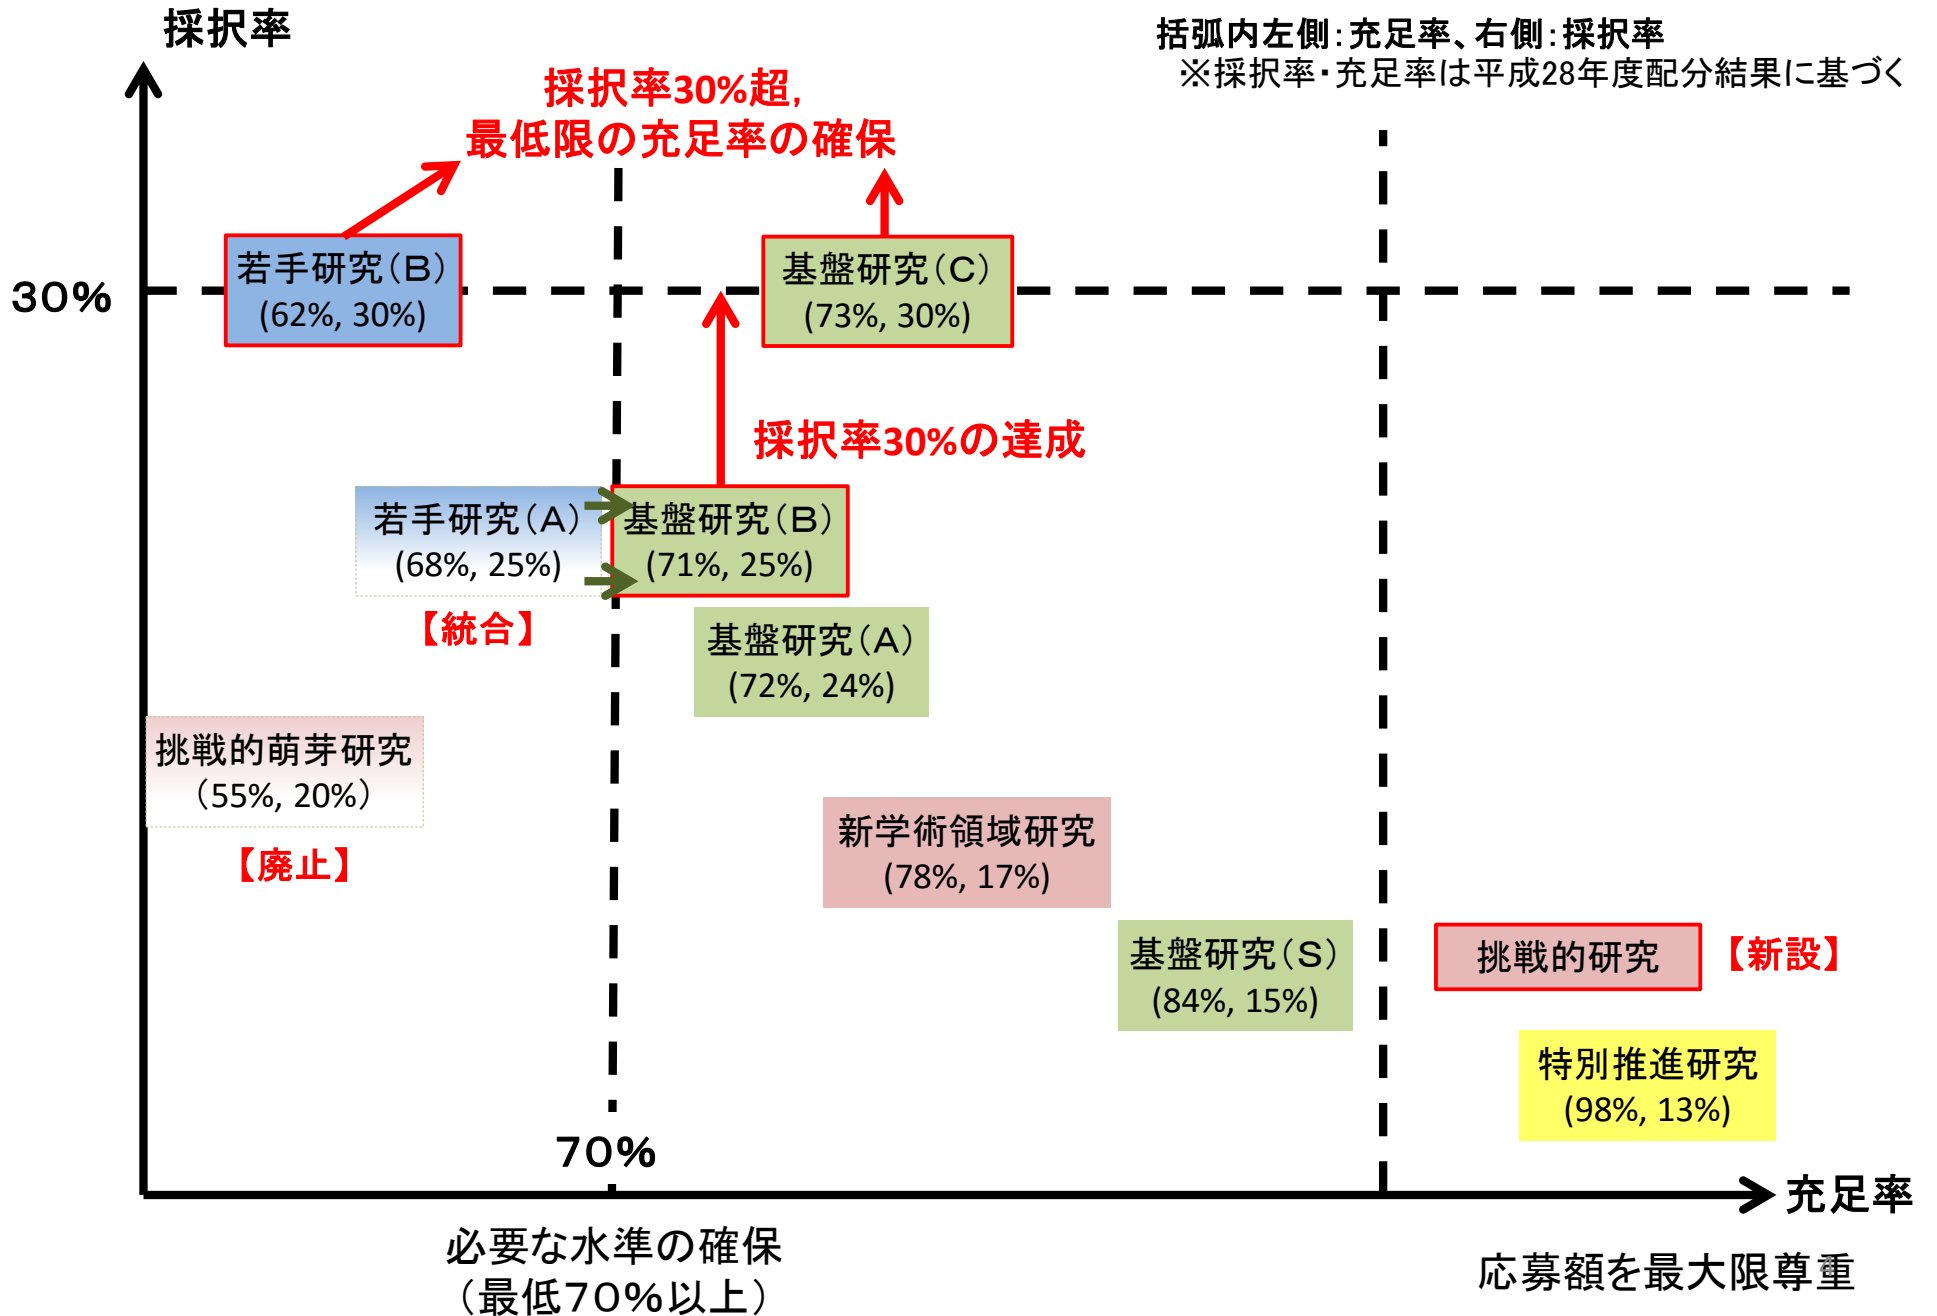 採択率
括弧内左側：充足率、右側：採択率
※採択率・充足率は平成28年度配分結果に基づく
採択率30%超，
最低限の充足率の確保
若手研究（Ｂ）
(62%, 30%)
基盤研究（Ｃ）
(73%, 30%)
30%
採択率30%の達成
若手研究（Ａ）
(68%, 25%)
【統合】
基盤研究（Ｂ）
(71%, 25%)
基盤研究（Ａ）
(72%, 24%)
挑戦的萌芽研究
（55%, 20%）
【廃止】
新学術領域研究
(78%, 17%)
基盤研究（Ｓ）
(84%, 15%)
挑戦的研究
【新設】
特別推進研究
(98%, 13%)
70%
充足率
必要な水準の確保
（最低70％以上）
応募額を最大限尊重